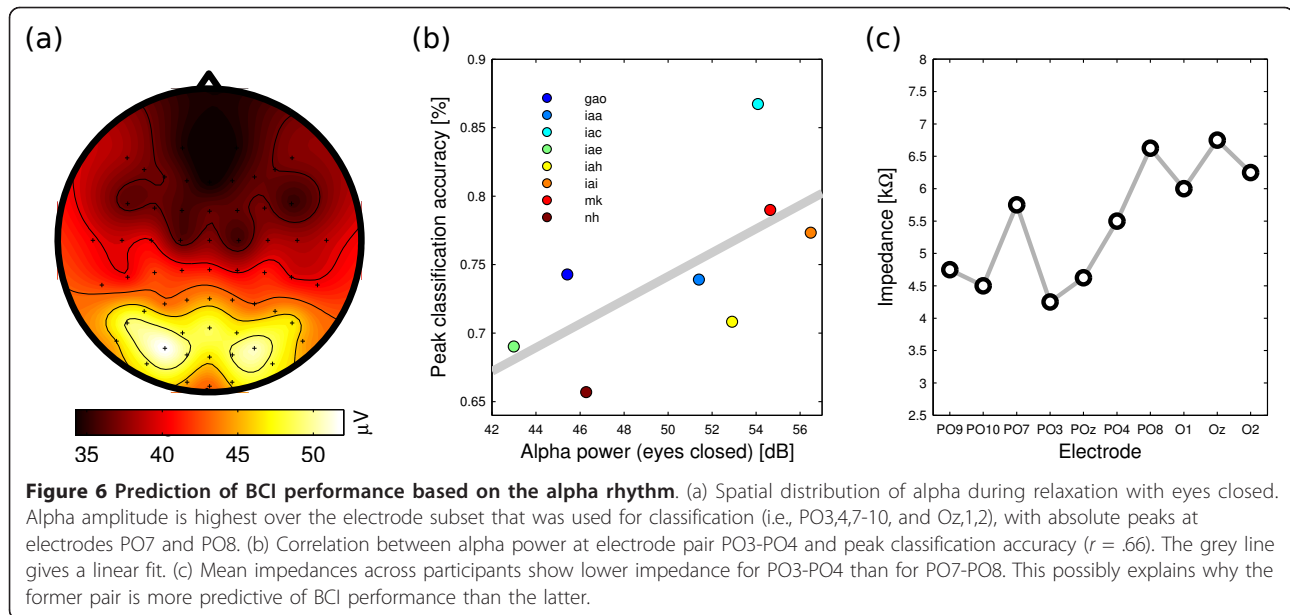 (a)
35 40 45 50 µV
(b)
Peak classification accuracy [%]
0.9
0.85
0.8
0.75
0.7
0.65
gao
iaa
iac
iae
iah
iai
mk
nh
42 44 46 48 50 52 54 56
Alpha power (eyes closed) [dB]
(c)
Impedance [kΩ]
8
7.5
7
6.5
6
5.5
5
4.5
4
3.5
3
2.5
PO9 PO10 PO7 PO3 POz PO4 PO8 O1 Oz O2
Electrode
Figure 6 Prediction of BCI performance based on the alpha rhythm. (a) Spatial distribution of alpha during relaxation with eyes closed.
Alpha amplitude is highest over the electrode subset that was used for classification (i.e., PO3,4,7-10, and Oz,1,2), with absolute peaks at
electrodes PO7 and PO8. (b) Correlation between alpha power at electrode pair PO3-PO4 and peak classification accuracy (r = .66). The grey line
gives a linear fit. (c) Mean impedances across participants show lower impedance for PO3-PO4 than for PO7-PO8. This possibly explains why the
former pair is more predictive of BCI performance than the latter.